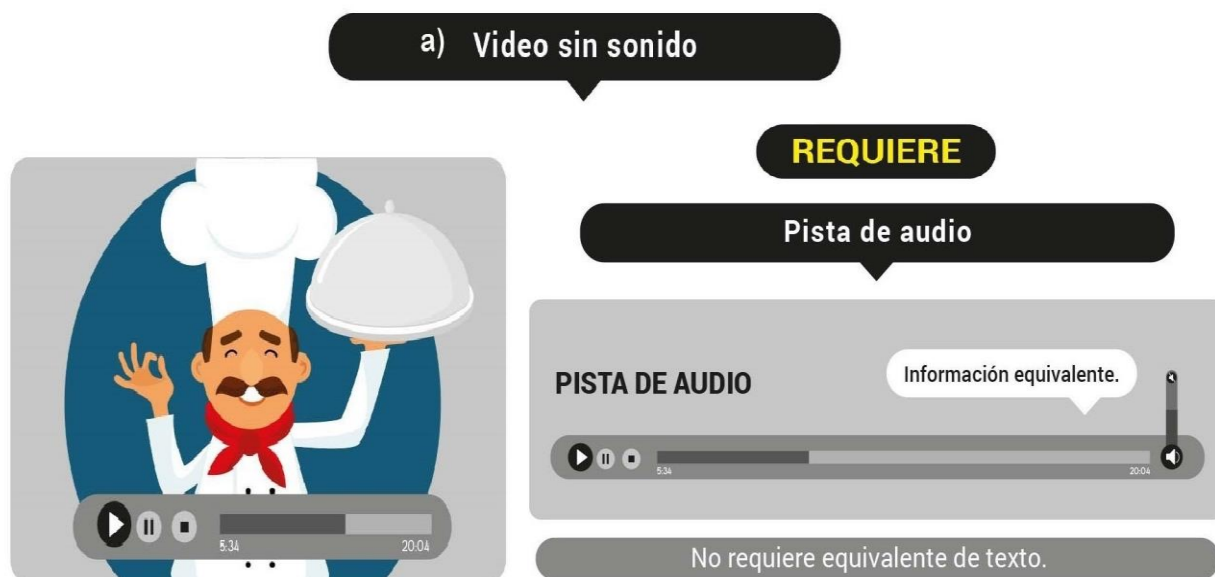 a) Video sin sonido
REQUIERE
Pista de audio
PISTA DE AUDIO
Información equivalente.
5:34 20:04
5:34 20:04
No requiere equivalente de texto.